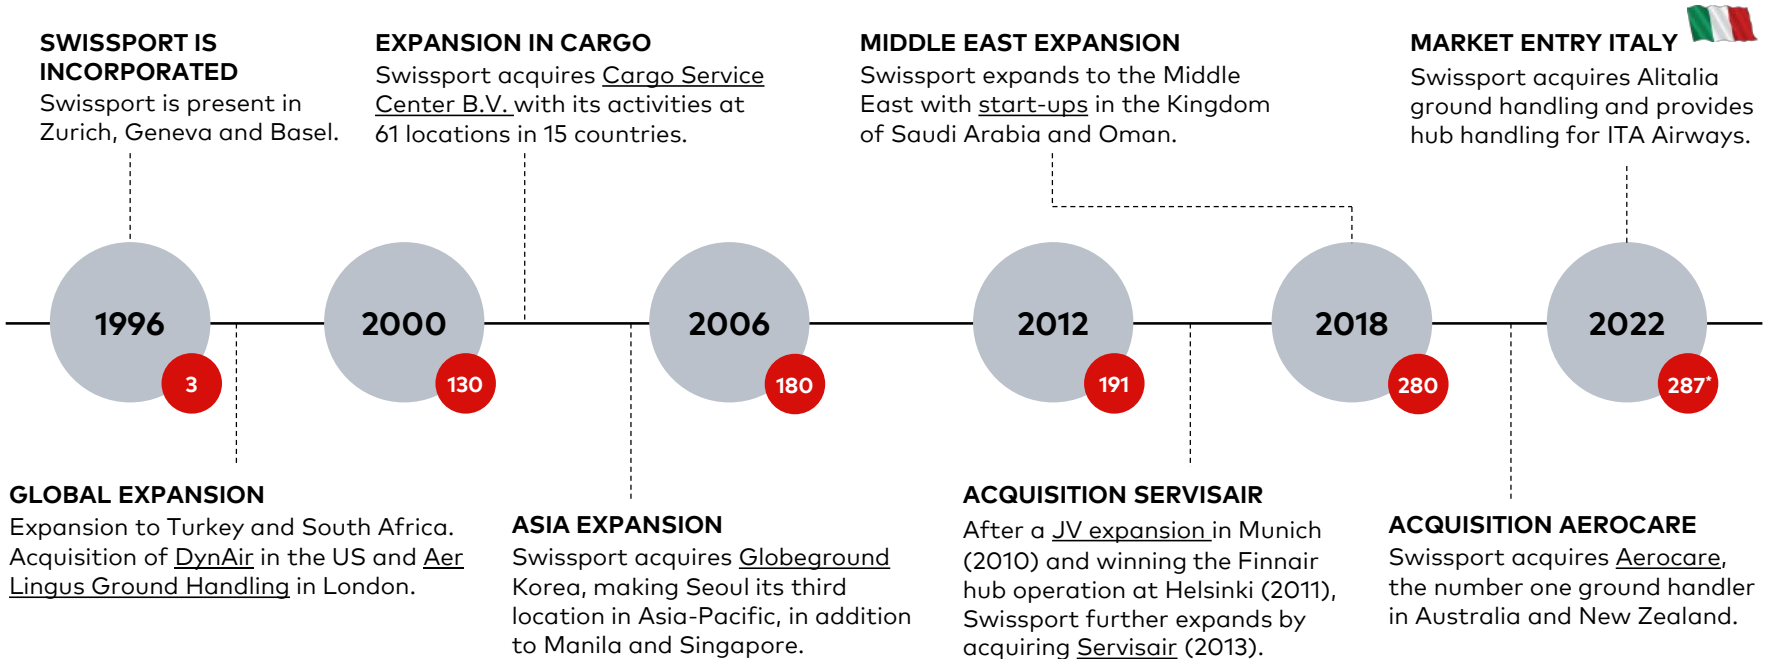 SWISSPORT IS
INCORPORATED
Swissport is present in
Zurich, Geneva and Basel.
EXPANSION IN CARGO
Swissport acquires Cargo Service
Center B.V. with its activities at
61 locations in 15 countries.
MIDDLE EAST EXPANSION
Swissport expands to the Middle
East with start-ups in the Kingdom
of Saudi Arabia and Oman.
MARKET ENTRY ITALY
Swissport acquires Alitalia
ground handling and provides
hub handling for ITA Airways.
1996
3
2000
130
2006
180
2012
191
2018
280
2022
287*
GLOBAL EXPANSION
Expansion to Turkey and South Africa.
Acquisition of DynAir in the US and Aer
Lingus Ground Handling in London.
ASIA EXPANSION
Swissport acquires Globeground
Korea, making Seoul its third
location in Asia-Pacific, in addition
to Manila and Singapore.
ACQUISITION SERVISAIR
After a JV expansion in Munich
(2010) and winning the Finnair
hub operation at Helsinki (2011),
Swissport further expands by
acquiring Servisair (2013).
ACQUISITION AEROCARE
Swissport acquires Aerocare,
the number one ground handler
in Australia and New Zealand.